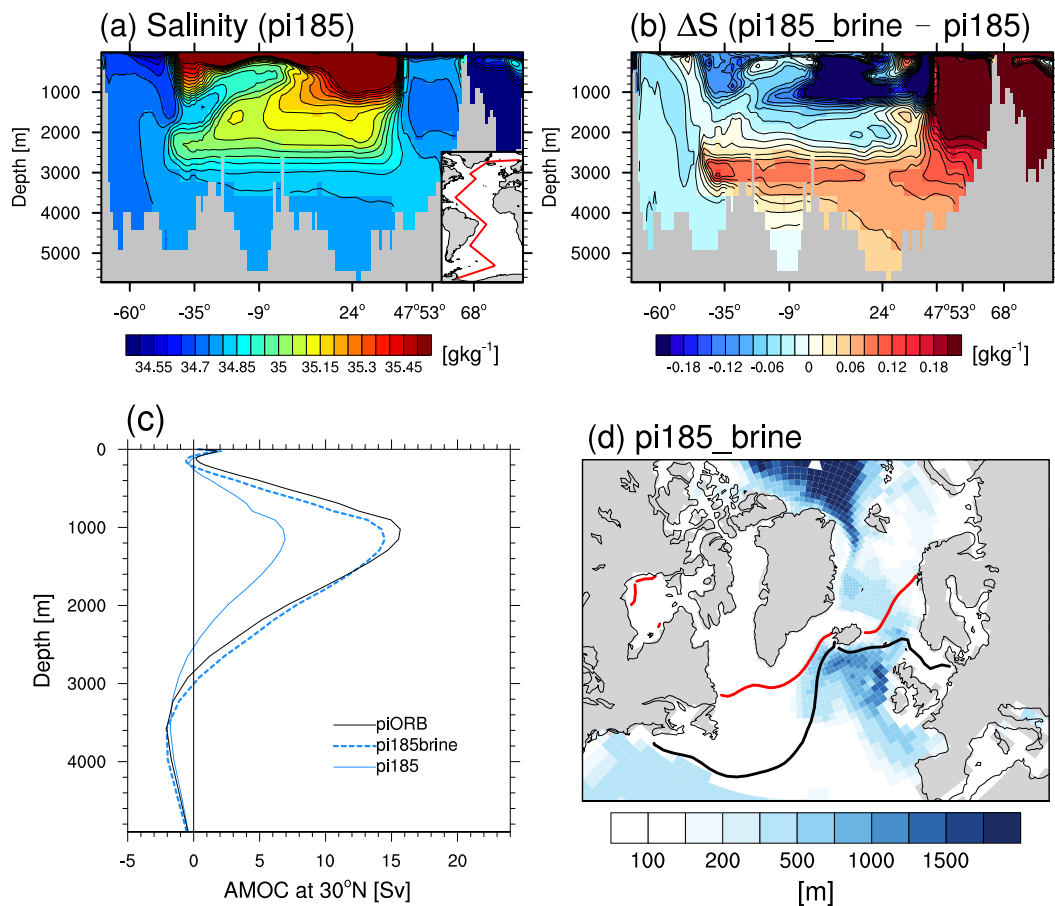 (a) Salinity (pi185)
(b) ΔS (pi185_brine − pi185)
Depth [m]
1000
2000
3000
4000
5000
-60° -35° -9° 24° 47°53° 68°
34.55 34.7 34.85 35 35.15 35.3 35.45
[gkg⁻¹]
Depth [m]
1000
2000
3000
4000
5000
-60° -35° -9° 24° 47°53° 68°
-0.18 -0.12 -0.06 0 0.06 0.12 0.18
[gkg⁻¹]
(c)
Depth [m]
0
1000
2000
3000
4000
piORB
pi185brine
pi185
-5 0 5 10 15 20
AMOC at 30°N [Sv]
(d) pi185_brine
100 200 500 1000 1500
[m]